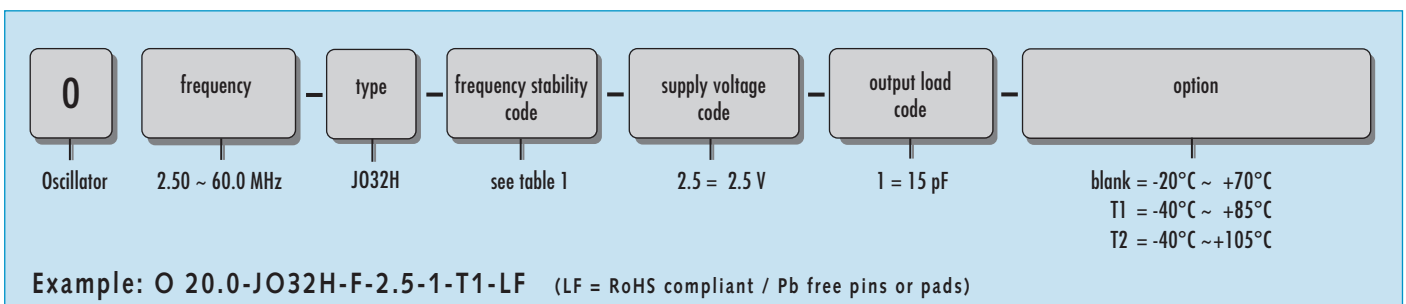 O
frequency
–
type
–
frequency stability
code
–
supply voltage
code
–
output load
code
–
option
Oscillator
2.50 ~ 60.0 MHz
JO32H
see table 1
2.5 = 2.5 V
1 = 15 pF
blank = -20°C ~ +70°C
T1 = -40°C ~ +85°C
T2 = -40°C ~+105°C
Example: O 20.0-JO32H-F-2.5-1-T1-LF (LF = RoHS compliant / Pb free pins or pads)